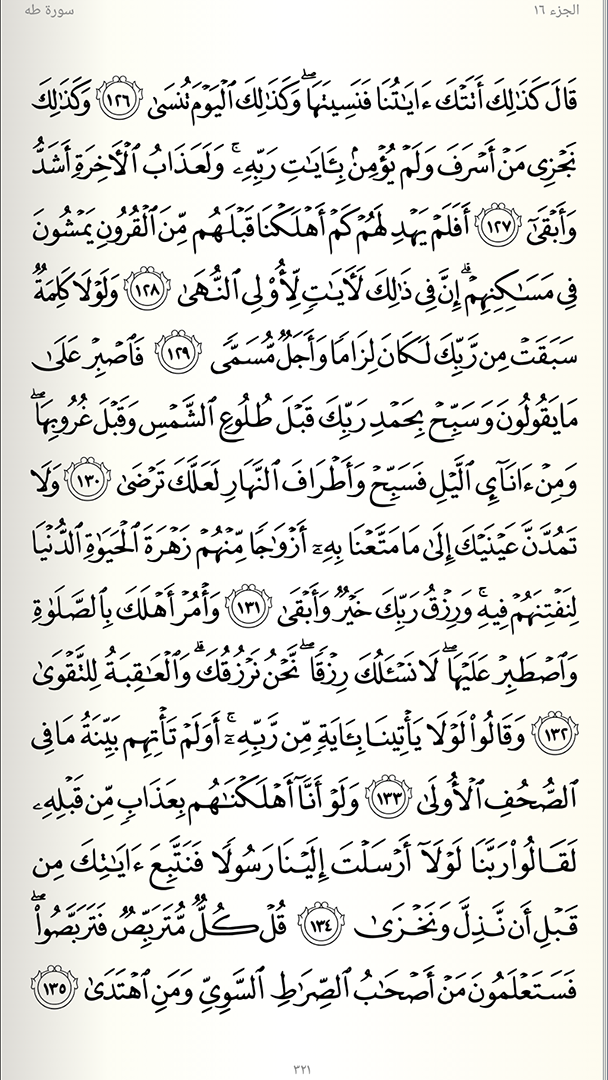 الجزء ١٦
سورة طه
قَالَ كَذَٰلِكَ أَتَتْكَ ءَايَٰتُنَا فَنَسِيتَهَاۖ وَكَذَٰلِكَ ٱلْيَوْمَ تُنسَىٰ ١٢٦ وَكَذَٰلِكَ
نَجْزِى مَنْ أَسْرَفَ وَلَمْ يُؤْمِنۢ بِـَٔايَٰتِ رَبِّهِۦۚ وَلَعَذَابُ ٱلْـَٔاخِرَةِ أَشَدُّ
وَأَبْقَىٰٓ ١٢٧ أَفَلَمْ يَهْدِ لَهُمْ كَمْ أَهْلَكْنَا قَبْلَهُم مِّنَ ٱلْقُرُونِ يَمْشُونَ
فِى مَسَٰكِنِهِمْۗ إِنَّ فِى ذَٰلِكَ لَـَٔايَٰتٍ لِّأُو۟لِى ٱلنُّهَىٰ ١٢٨ وَلَوْلَا كَلِمَةٌ
سَبَقَتْ مِن رَّبِّكَ لَكَانَ لِزَامًا وَأَجَلٌ مُّسَمًّى ١٢٩ فَٱصْبِرْ عَلَىٰ
مَا يَقُولُونَ وَسَبِّحْ بِحَمْدِ رَبِّكَ قَبْلَ طُلُوعِ ٱلشَّمْسِ وَقَبْلَ غُرُوبِهَاۖ
وَمِنْ ءَانَآئِ ٱلَّيْلِ فَسَبِّحْ وَأَطْرَافَ ٱلنَّهَارِ لَعَلَّكَ تَرْضَىٰ ١٣٠ وَلَا
تَمُدَّنَّ عَيْنَيْكَ إِلَىٰ مَا مَتَّعْنَا بِهِۦٓ أَزْوَٰجًا مِّنْهُمْ زَهْرَةَ ٱلْحَيَوٰةِ ٱلدُّنْيَا
لِنَفْتِنَهُمْ فِيهِۚ وَرِزْقُ رَبِّكَ خَيْرٌ وَأَبْقَىٰ ١٣١ وَأْمُرْ أَهْلَكَ بِٱلصَّلَوٰةِ
وَٱصْطَبِرْ عَلَيْهَاۖ لَا نَسْـَٔلُكَ رِزْقًاۖ نَّحْنُ نَرْزُقُكَۗ وَٱلْعَٰقِبَةُ لِلتَّقْوَىٰ
١٣٢ وَقَالُوا۟ لَوْلَا يَأْتِينَا بِـَٔايَةٍ مِّن رَّبِّهِۦٓۚ أَوَلَمْ تَأْتِهِم بَيِّنَةُ مَا فِى
ٱلصُّحُفِ ٱلْأُولَىٰ ١٣٣ وَلَوْ أَنَّآ أَهْلَكْنَٰهُم بِعَذَابٍ مِّن قَبْلِهِۦ
لَقَالُوا۟ رَبَّنَا لَوْلَآ أَرْسَلْتَ إِلَيْنَا رَسُولًا فَنَتَّبِعَ ءَايَٰتِكَ مِن
قَبْلِ أَن نَّذِلَّ وَنَخْزَىٰ ١٣٤ قُلْ كُلٌّ مُّتَرَبِّصٌ فَتَرَبَّصُوا۟ۖ
فَسَتَعْلَمُونَ مَنْ أَصْحَٰبُ ٱلصِّرَٰطِ ٱلسَّوِىِّ وَمَنِ ٱهْتَدَىٰ ١٣٥
٣٢١